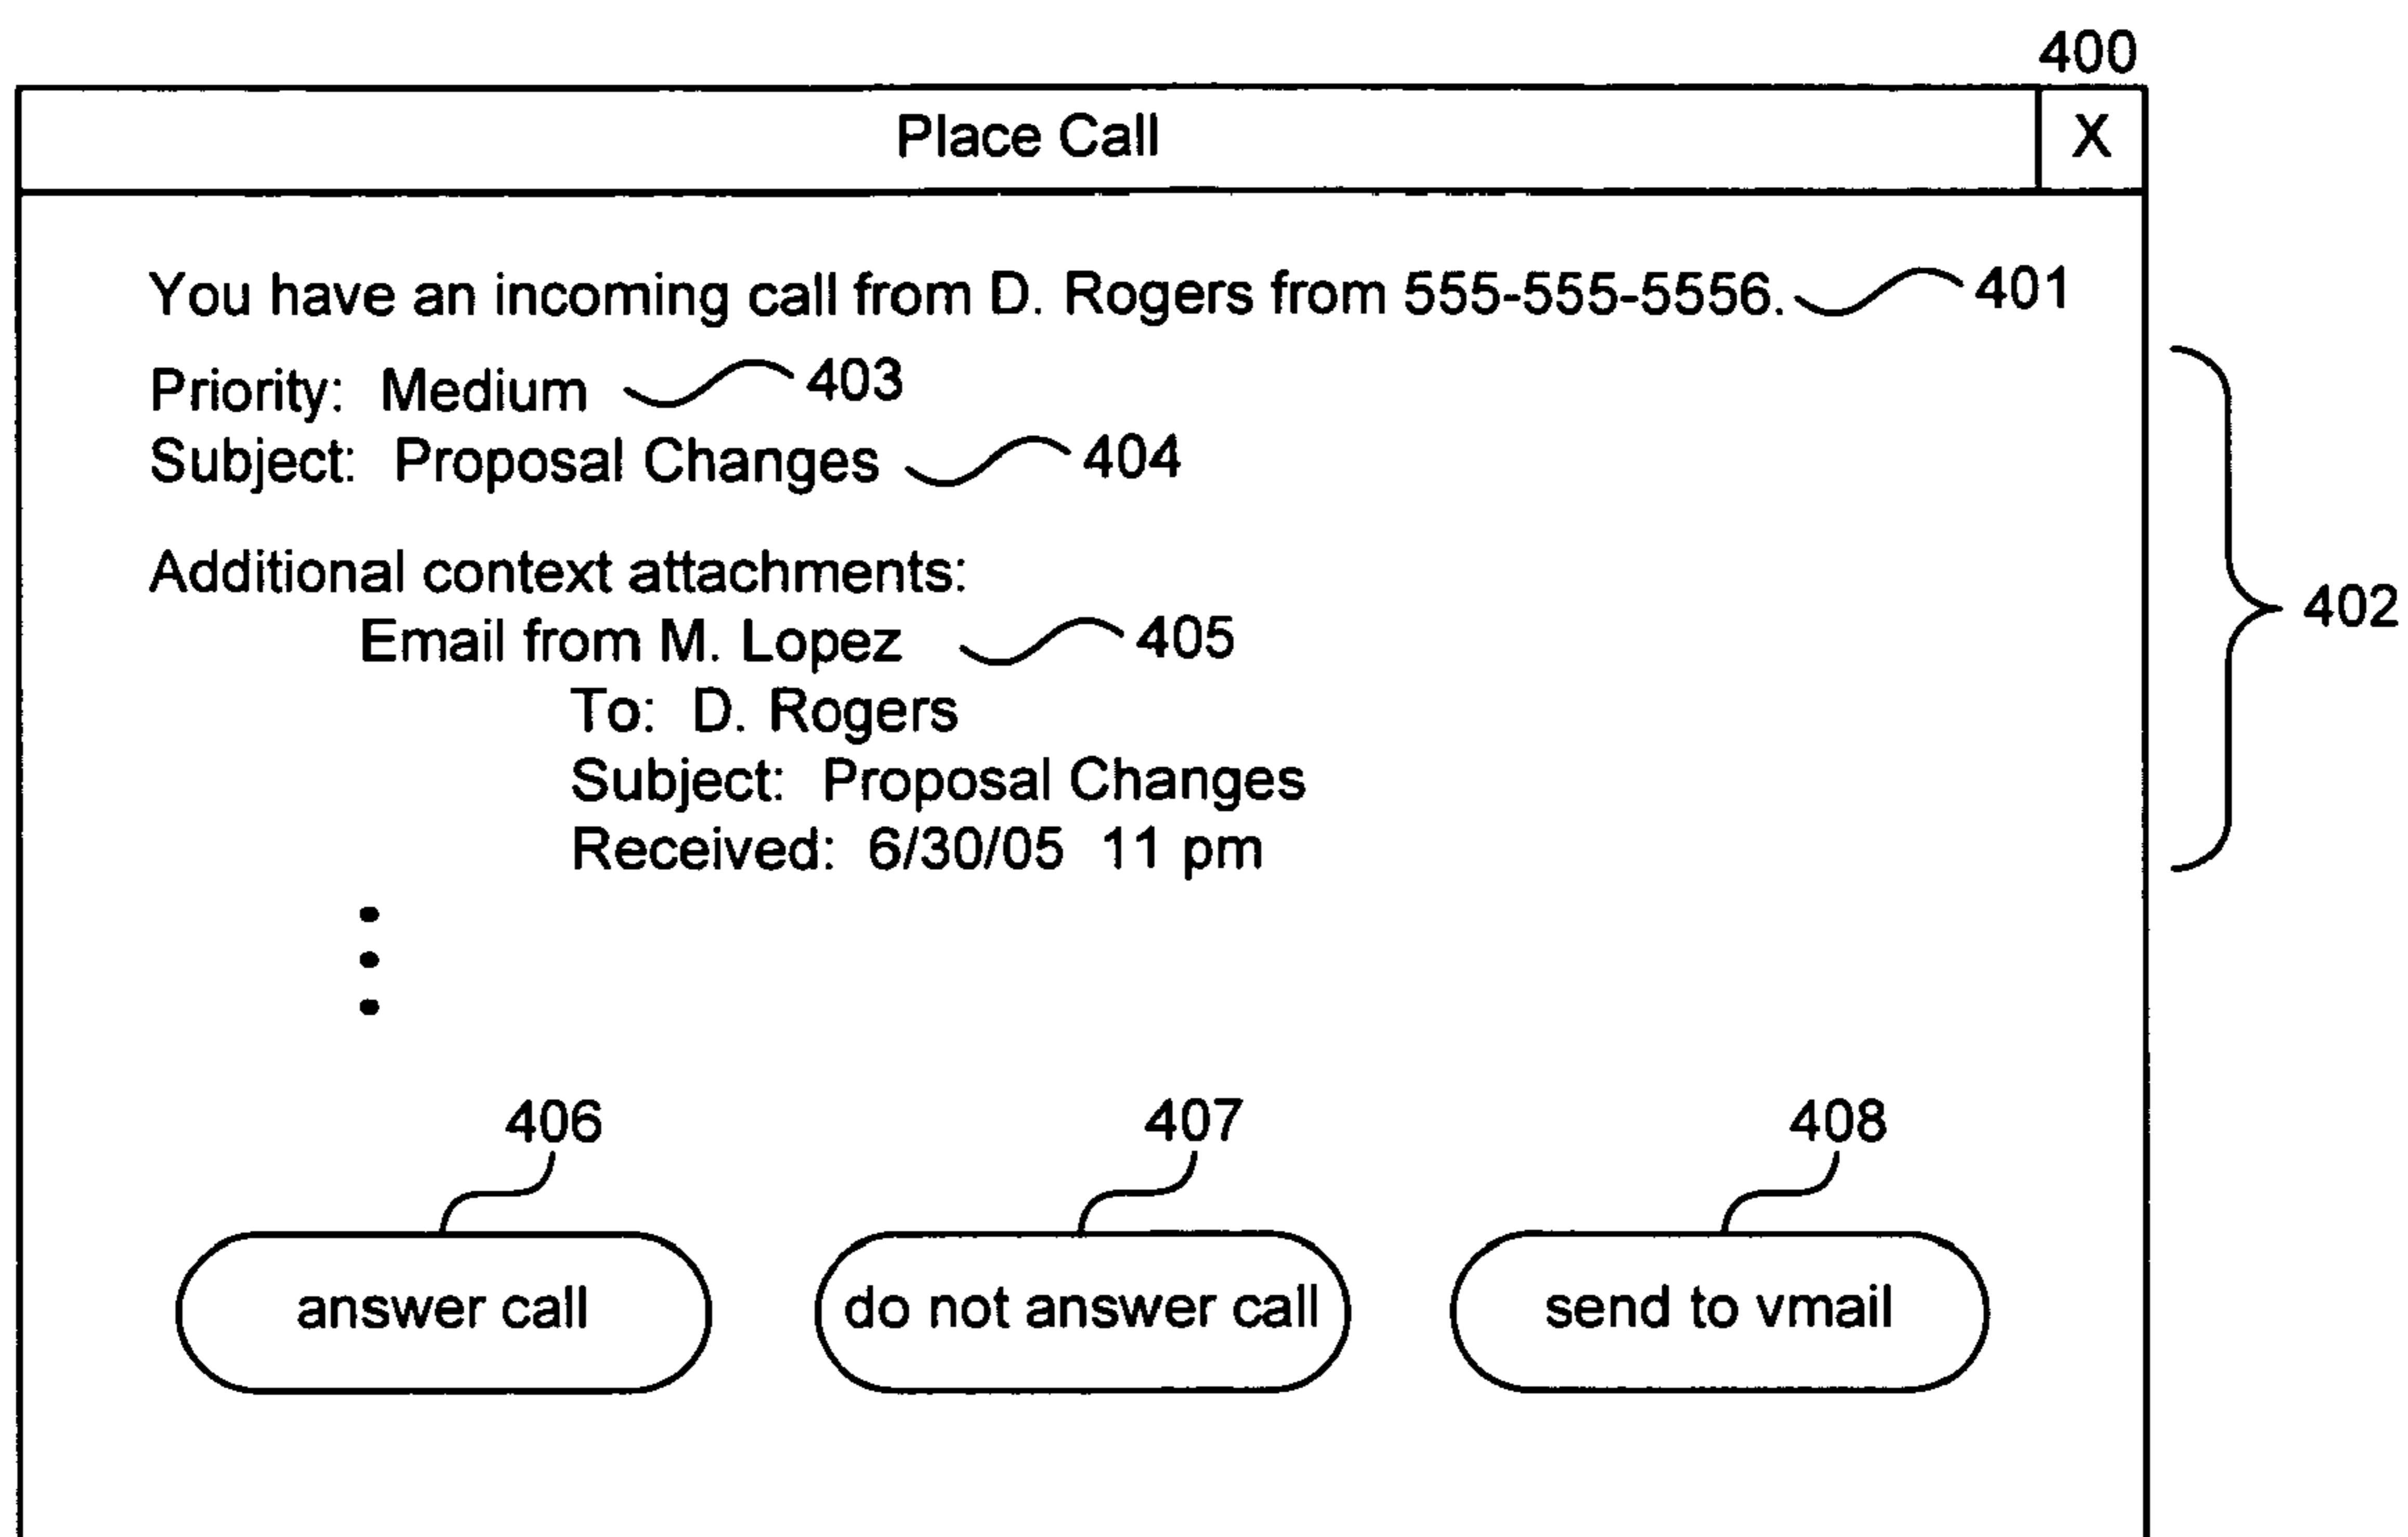 400
Place Call X
You have an incoming call from D. Rogers from 555-555-5556. 401
Priority: Medium 403
Subject: Proposal Changes 404
Additional context attachments:
402
Email from M. Lopez 405
To: D. Rogers
Subject: Proposal Changes
Received: 6/30/05 11 pm
406 407 408
answer call do not answer call send to vmail